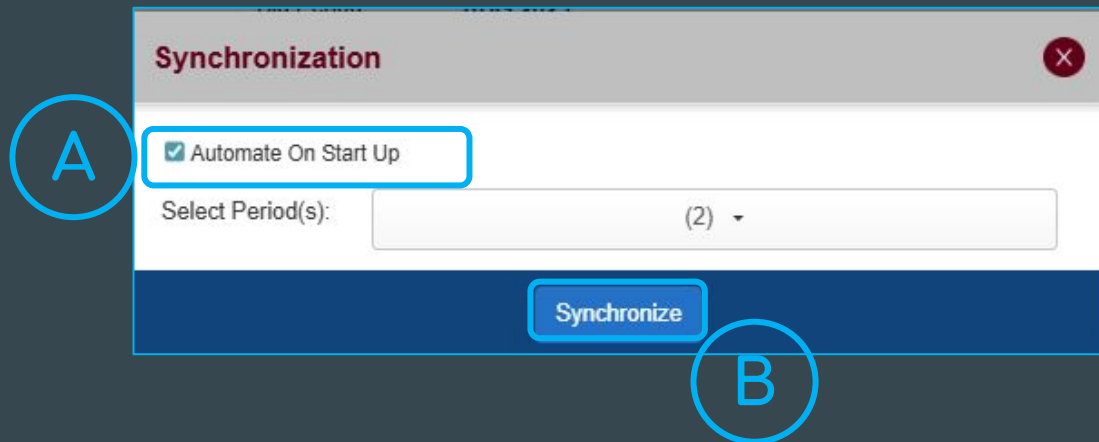 Synchronization
A
Automate On Start Up
Select Period(s): (2)
Synchronize
B